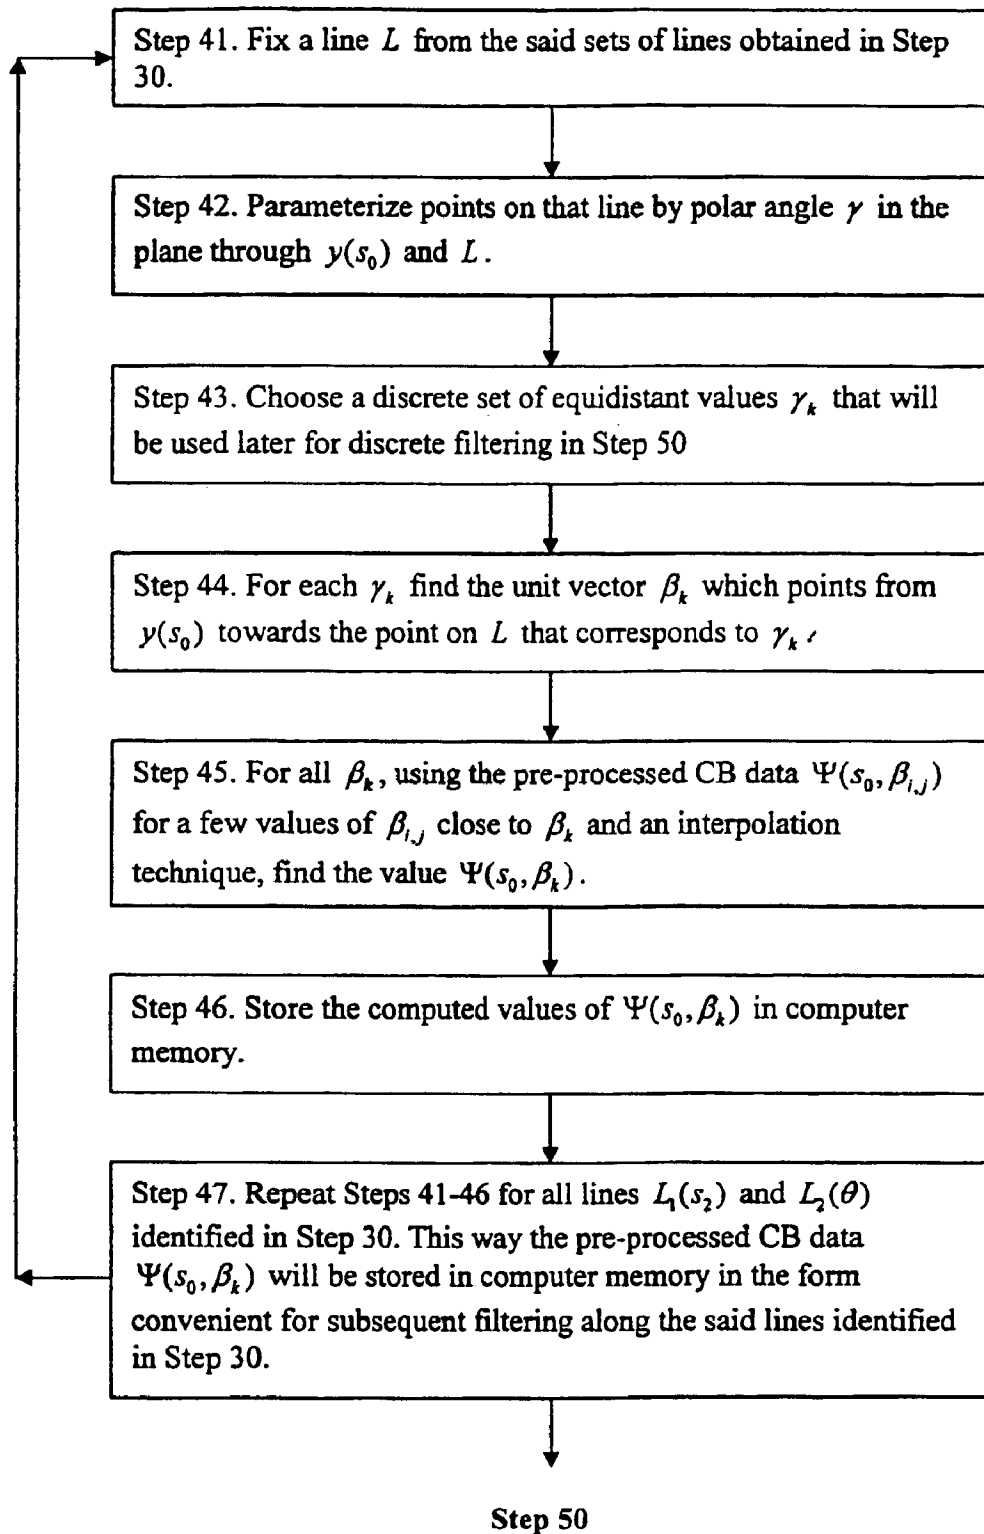 Step 41. Fix a line L from the said sets of lines obtained in Step
30.
Step 42. Parameterize points on that line by polar angle γ in the
plane through y(s₀) and L.
Step 43. Choose a discrete set of equidistant values γₖ that will
be used later for discrete filtering in Step 50
Step 44. For each γₖ find the unit vector βₖ which points from
y(s₀) towards the point on L that corresponds to γₖ.
Step 45. For all βₖ, using the pre-processed CB data Ψ(s₀, βᵢ,ⱼ)
for a few values of βᵢ,ⱼ close to βₖ and an interpolation
technique, find the value Ψ(s₀, βₖ).
Step 46. Store the computed values of Ψ(s₀, βₖ) in computer
memory.
Step 47. Repeat Steps 41-46 for all lines L₁(s₂) and L₂(θ)
identified in Step 30. This way the pre-processed CB data
Ψ(s₀, βₖ) will be stored in computer memory in the form
convenient for subsequent filtering along the said lines identified
in Step 30.
Step 50